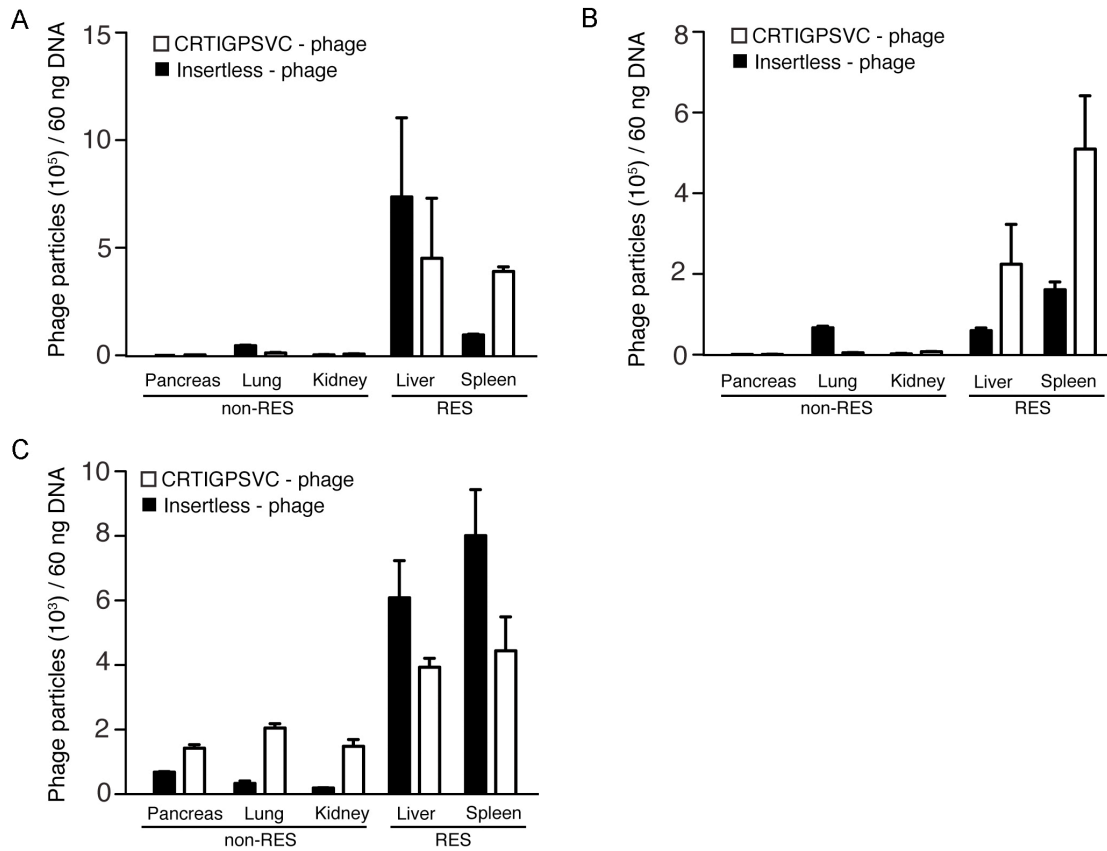 A
Phage particles (10⁵) / 60 ng DNA
15
10
5
0
CRTIGPSVC - phage
Insertless - phage
Pancreas Lung Kidney Liver Spleen
non-RES RES
B
Phage particles (10⁵) / 60 ng DNA
8
6
4
2
0
CRTIGPSVC - phage
Insertless - phage
Pancreas Lung Kidney Liver Spleen
non-RES RES
C
Phage particles (10³) / 60 ng DNA
10
8
6
4
2
0
CRTIGPSVC - phage
Insertless - phage
Pancreas Lung Kidney Liver Spleen
non-RES RES